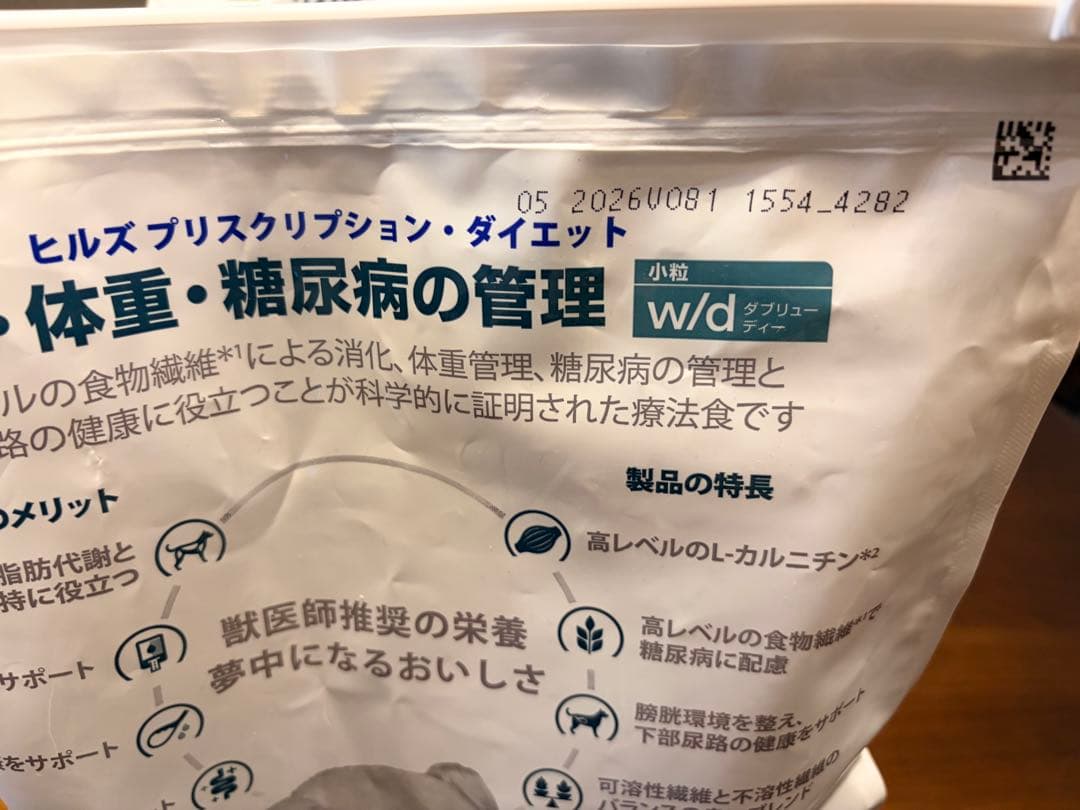 05 2026V081 1554_4282
ヒルズ プリスクリプション・ダイエット
・体重・糖尿病の管理
小粒
w/d ダブリュー
ディー
ルの食物繊維*1による消化、体重管理、糖尿病の管理と
路の健康に役立つことが科学的に証明された療法食です
メリット
製品の特長
脂肪代謝と
持に役立つ
高レベルのL-カルニチン*2
獣医師推奨の栄養
夢中になるおいしさ
高レベルの食物繊維*1で
糖尿病に配慮
サポート
膀胱環境を整え、
下部尿路の健康をサポート
をサポート
可溶性繊維と不溶性繊維の
バランスの ブレンド
ト